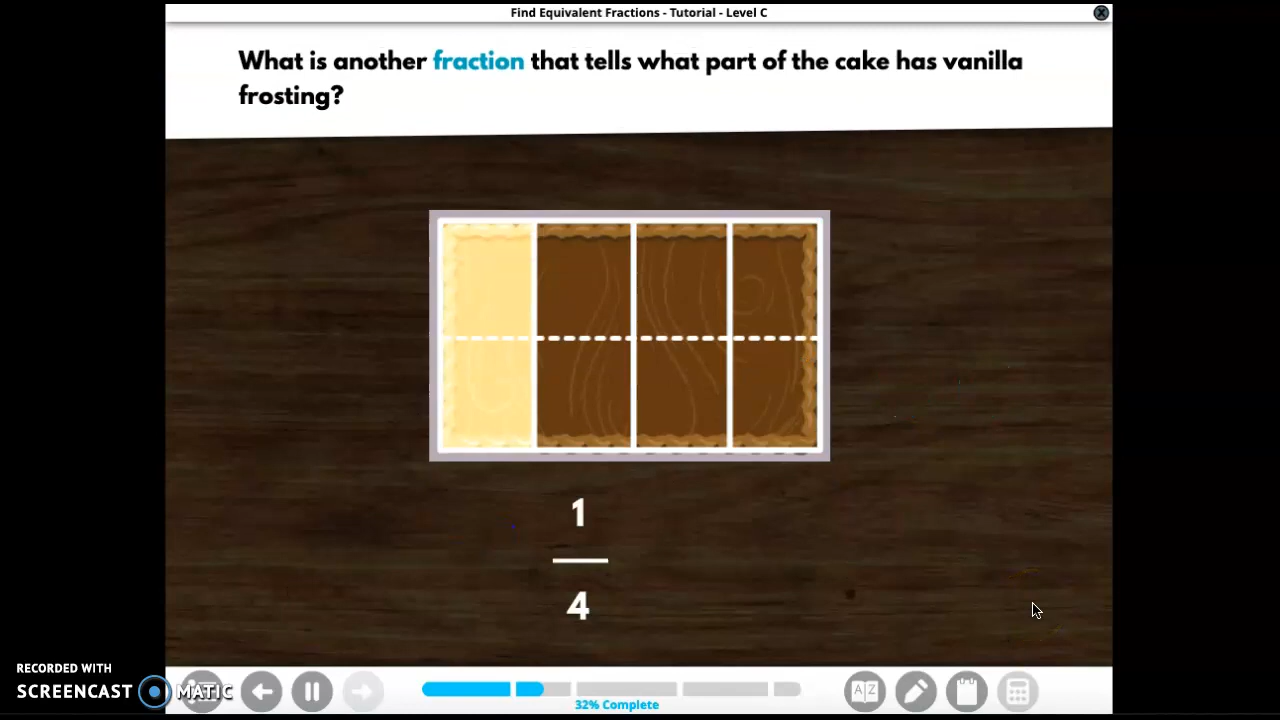 Find Equivalent Fractions - Tutorial - Level C
What is another fraction that tells what part of the cake has vanilla
frosting?
1
4
RECORDED WITH
SCREENCAST MATIC
32% Complete
A Z